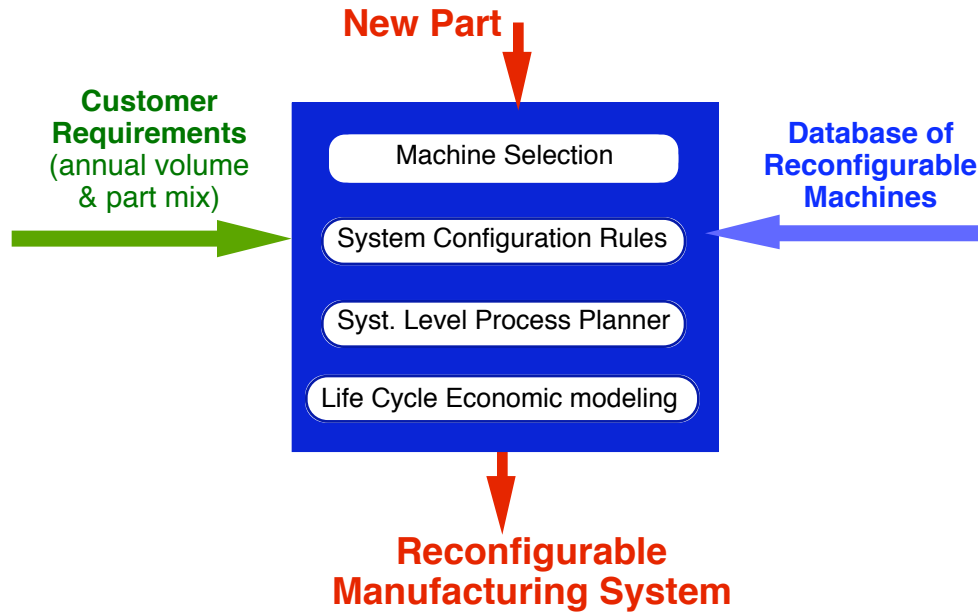 New Part
Customer
Requirements
(annual volume
& part mix)
Database of
Reconfigurable
Machines
Machine Selection
System Configuration Rules
Syst. Level Process Planner
Life Cycle Economic modeling
Reconfigurable
Manufacturing System